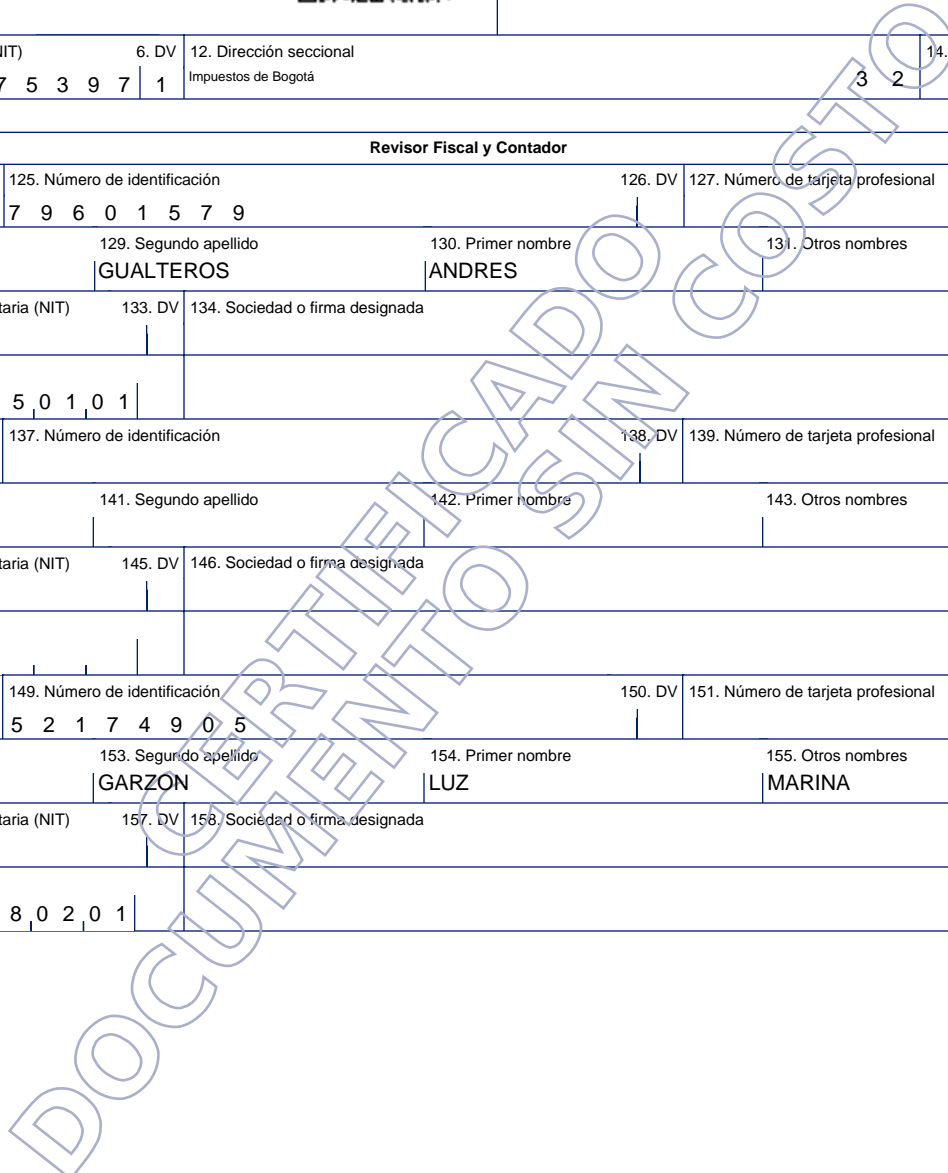 IIT) 6. DV 12. Dirección seccional 14.
7 5 3 9 7 1 Impuestos de Bogotá 3 2
Revisor Fiscal y Contador
125. Número de identificación 126. DV 127. Número de tarjeta profesional
7 9 6 0 1 5 7 9
129. Segundo apellido 130. Primer nombre 131. Otros nombres
GUALTEROS ANDRES
taria (NIT) 133. DV 134. Sociedad o firma designada
5 0 1 0 1
137. Número de identificación 138. DV 139. Número de tarjeta profesional
141. Segundo apellido 142. Primer nombre 143. Otros nombres
taria (NIT) 145. DV 146. Sociedad o firma designada
149. Número de identificación 150. DV 151. Número de tarjeta profesional
5 2 1 7 4 9 0 5
153. Segundo apellido 154. Primer nombre 155. Otros nombres
GARZON LUZ MARINA
taria (NIT) 157. DV 158. Sociedad o firma designada
8 0 2 0 1
CERTIFICADO
DOCUMENTO SIN COSTO